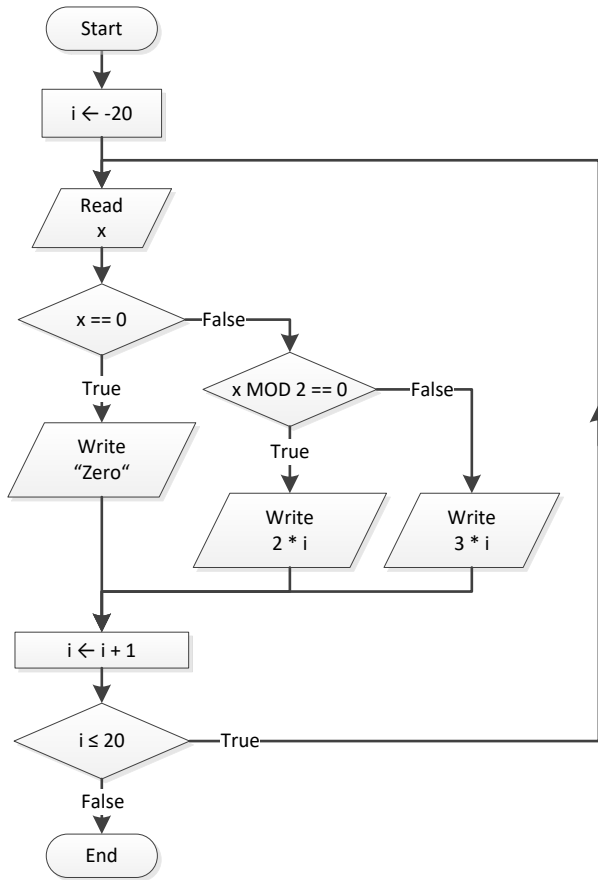 Start
i ← -20
Read
x
x == 0
False
True
x MOD 2 == 0
False
True
Write
“Zero“
Write
2 * i
Write
3 * i
i ← i + 1
i ≤ 20
True
False
End